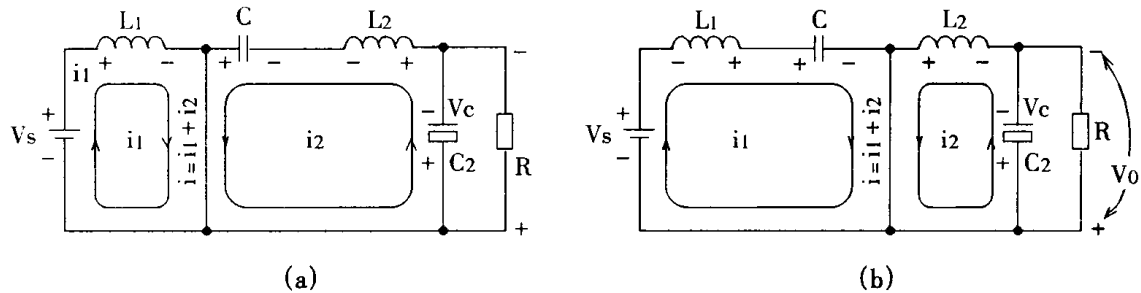 L1
C
L2
+ -
+ -
- +
-
i1
+
Vs
-
i1
i = i1 + i2
i2
-
Vc
+
C2
R
+
(a)
L1
C
L2
- +
+ -
+ -
-
+
Vs
-
i1
i = i1 + i2
i2
-
Vc
+
C2
R
Vo
+
(b)